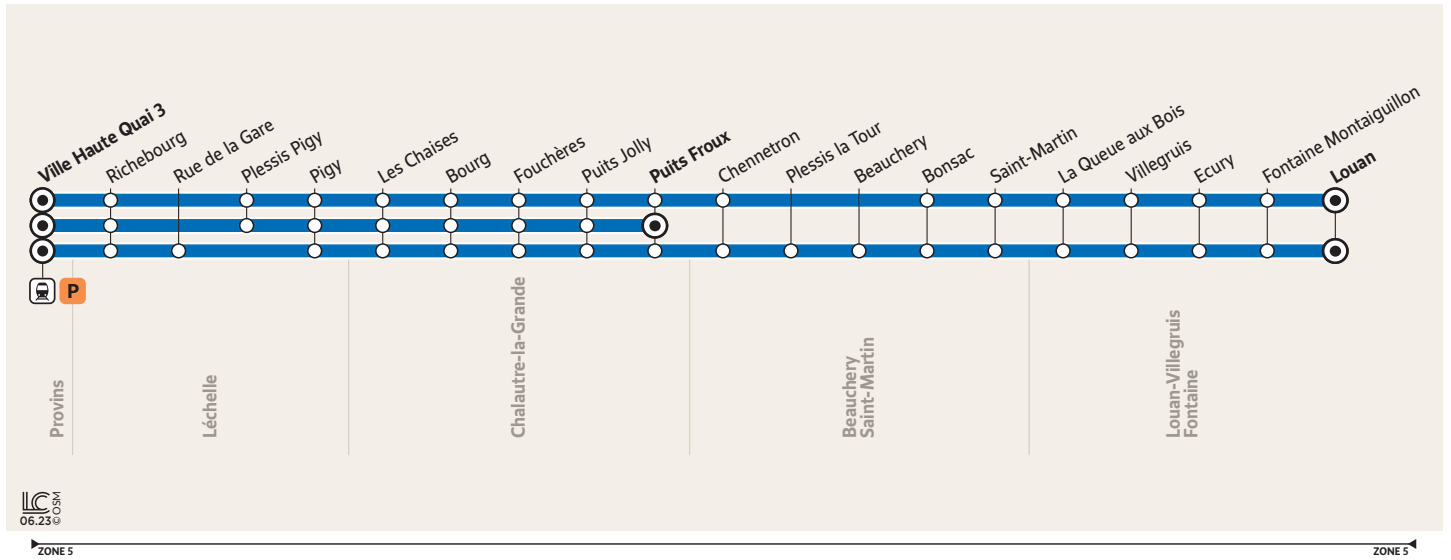 Ville Haute Quai 3
Richebourg
Rue de la Gare
Plessis Pigy
Pigy
Les Chaises
Bourg
Fouchères
Puits Jolly
Puits Froux
Chennetron
Plessis la Tour
Beauchery
Bonsac
Saint-Martin
La Queue aux Bois
Villegruis
Ecury
Fontaine Montaiguillon
Louan
P
Provins
Léchelle
Chalautre-la-Grande
Beauchery
Saint-Martin
Louan-Villegruis
Fontaine
LC
06.23 © OSM
ZONE 5
ZONE 5